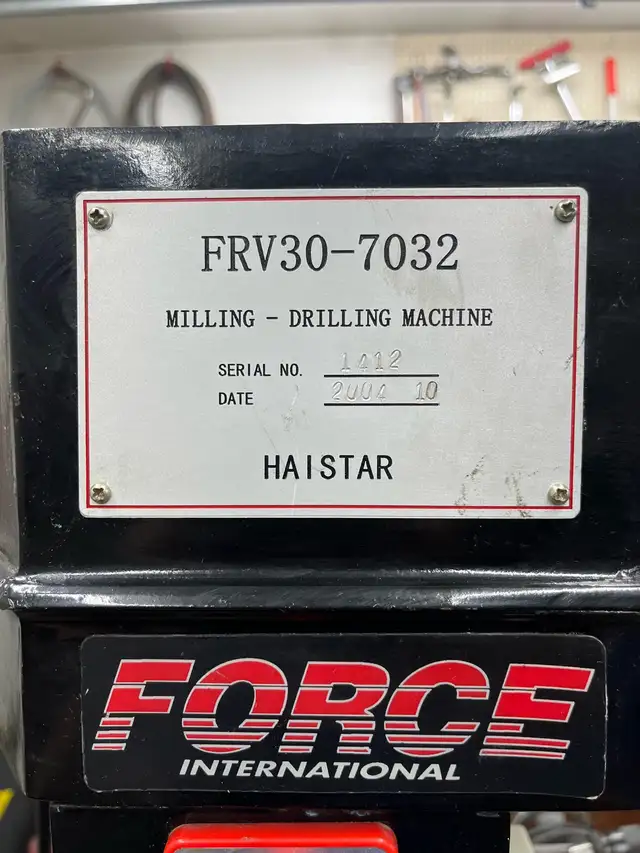 FRV30-7032
MILLING - DRILLING MACHINE
SERIAL NO. 1412
DATE 2004 10
HAISTAR
FORCE
INTERNATIONAL